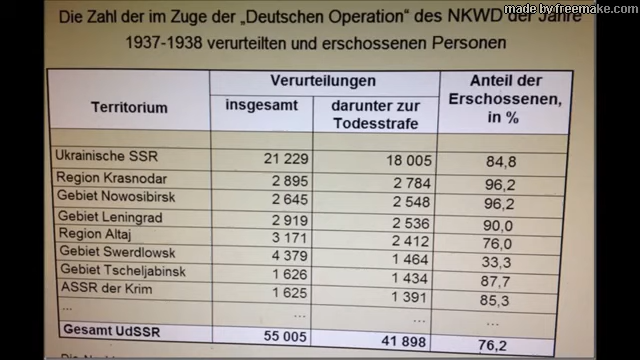 made by freemake.com
Die Zahl der im Zuge der „Deutschen Operation“ des NKWD der Jahre
1937-1938 verurteilten und erschossenen Personen
Territorium Verurteilungen Anteil der Erschossenen, in %
insgesamt darunter zur Todesstrafe
Ukrainische SSR 21 229 18 005 84,8
Region Krasnodar 2 895 2 784 96,2
Gebiet Nowosibirsk 2 645 2 548 96,2
Gebiet Leningrad 2 919 2 536 90,0
Region Altaj 3 171 2 412 76,0
Gebiet Swerdlowsk 4 379 1 464 33,3
Gebiet Tscheljabinsk 1 626 1 434 87,7
ASSR der Krim 1 625 1 391 85,3
... ... ... ...
Gesamt UdSSR 55 005 41 898 76,2